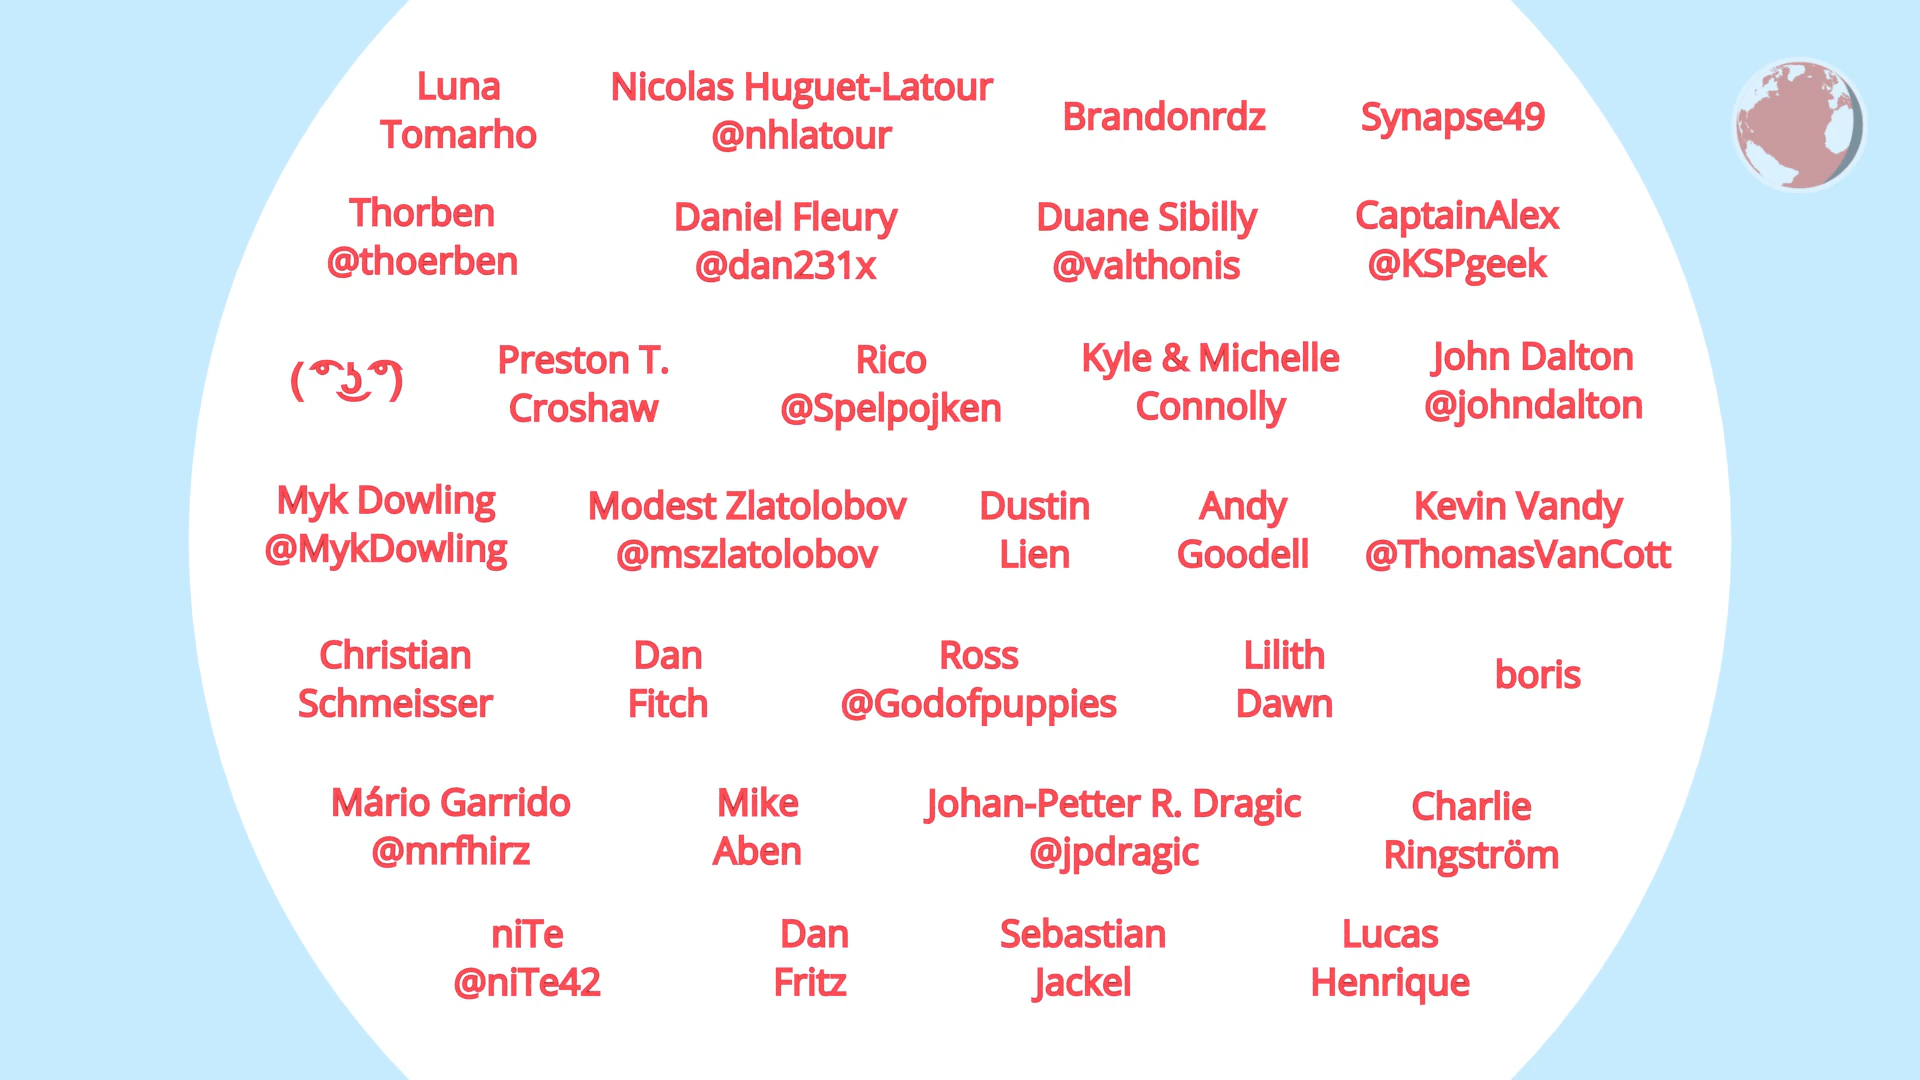 Luna
Tomarho
Nicolas Huguet-Latour
@nhlatour
Brandonrdz
Synapse49
Thorben
@thoerben
Daniel Fleury
@dan231x
Duane Sibilly
@valthonis
CaptainAlex
@KSPgeek
( ͡° ͜ʖ ͡°)
Preston T.
Croshaw
Rico
@Spelpojken
Kyle & Michelle
Connolly
John Dalton
@johndalton
Myk Dowling
@MykDowling
Modest Zlatolobov
@mszlatolobov
Dustin
Lien
Andy
Goodell
Kevin Vandy
@ThomasVanCott
Christian
Schmeisser
Dan
Fitch
Ross
@Godofpuppies
Lilith
Dawn
boris
Mário Garrido
@mrfhirz
Mike
Aben
Johan-Petter R. Dragic
@jpdragic
Charlie
Ringström
niTe
@niTe42
Dan
Fritz
Sebastian
Jackel
Lucas
Henrique